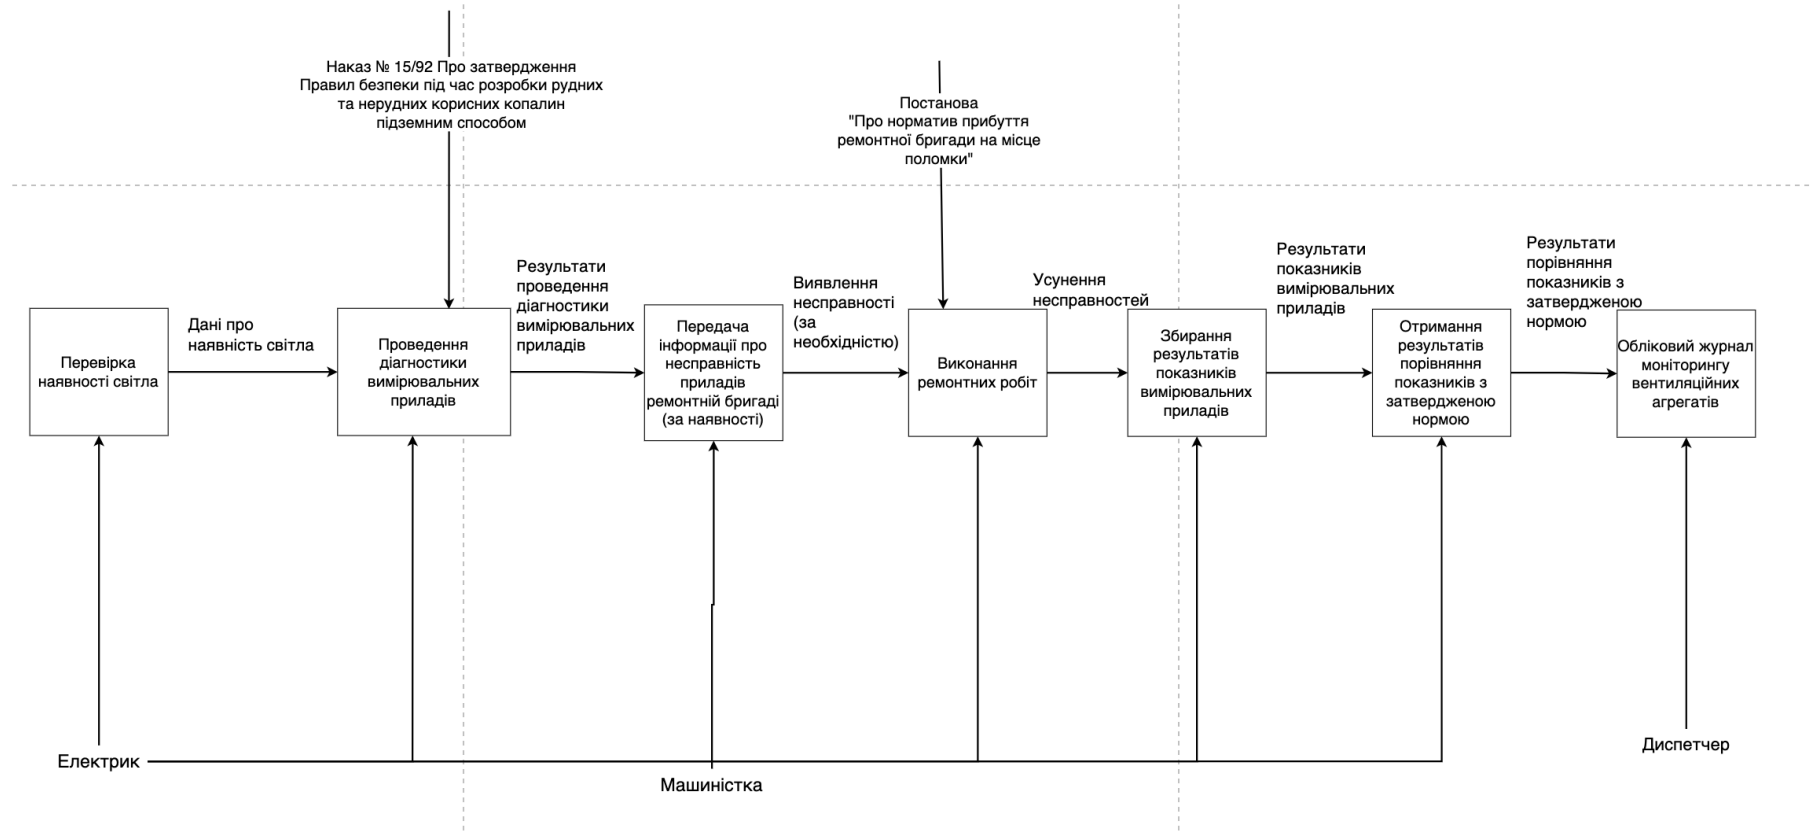 Наказ № 15/92 Про затвердження
Правил безпеки під час розробки рудних
та нерудних корисних копалин
підземним способом
Постанова
"Про норматив прибуття
ремонтної бригади на місце
поломки"
Перевірка
наявності світла
Дані про
наявність світла
Проведення
діагностики
вимірювальних
приладів
Результати
проведення
діагностики
вимірювальних
приладів
Передача
інформації про
несправність
приладів
ремонтній бригаді
(за наявності)
Виявлення
несправності
(за
необхідністю)
Виконання
ремонтних робіт
Усунення
несправностей
Збирання
результатів
показників
вимірювальних
приладів
Результати
показників
вимірювальних
приладів
Отримання
результатів
порівняння
показників з
затвердженою
нормою
Результати
порівняння
показників з
затвердженою
нормою
Обліковий журнал
моніторингу
вентиляційних
агрегатів
Електрик
Машиністка
Диспетчер